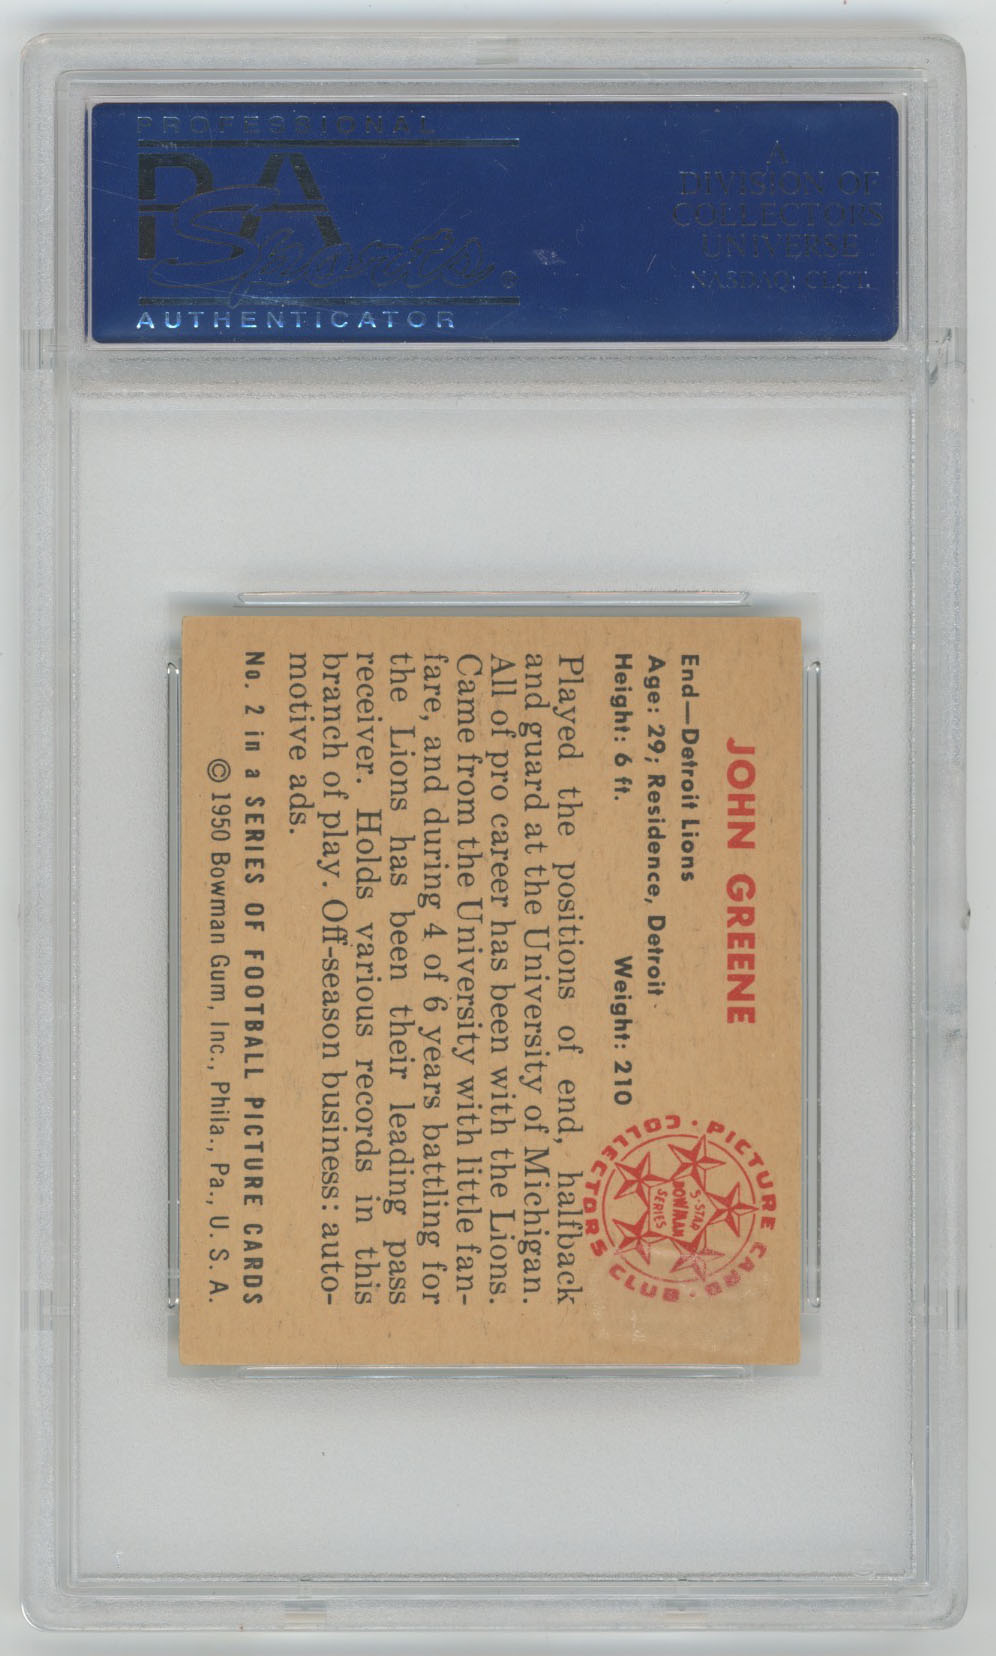 PROFESSIONAL
PSA
Sports®
AUTHENTICATOR
A
DIVISION OF
COLLECTORS
UNIVERSE
NASDAQ: CLCT.
JOHN GREENE
End—Detroit Lions
Age: 29; Residence, Detroit
Height: 6 ft. Weight: 210
Played the positions of end, halfback
and guard at the University of Michigan.
All of pro career has been with the Lions.
Came from the University with little fan-
fare, and during 4 of 6 years battling for
the Lions has been their leading pass
receiver. Holds various records in this
branch of play. Off-season business: auto-
motive ads.
No. 2 in a SERIES OF FOOTBALL PICTURE CARDS
©1950 Bowman Gum, Inc., Phila., Pa., U. S. A.
PICTURE CARD · COLLECTORS CLUB ·
5-STAR
BOWMAN
SERIES